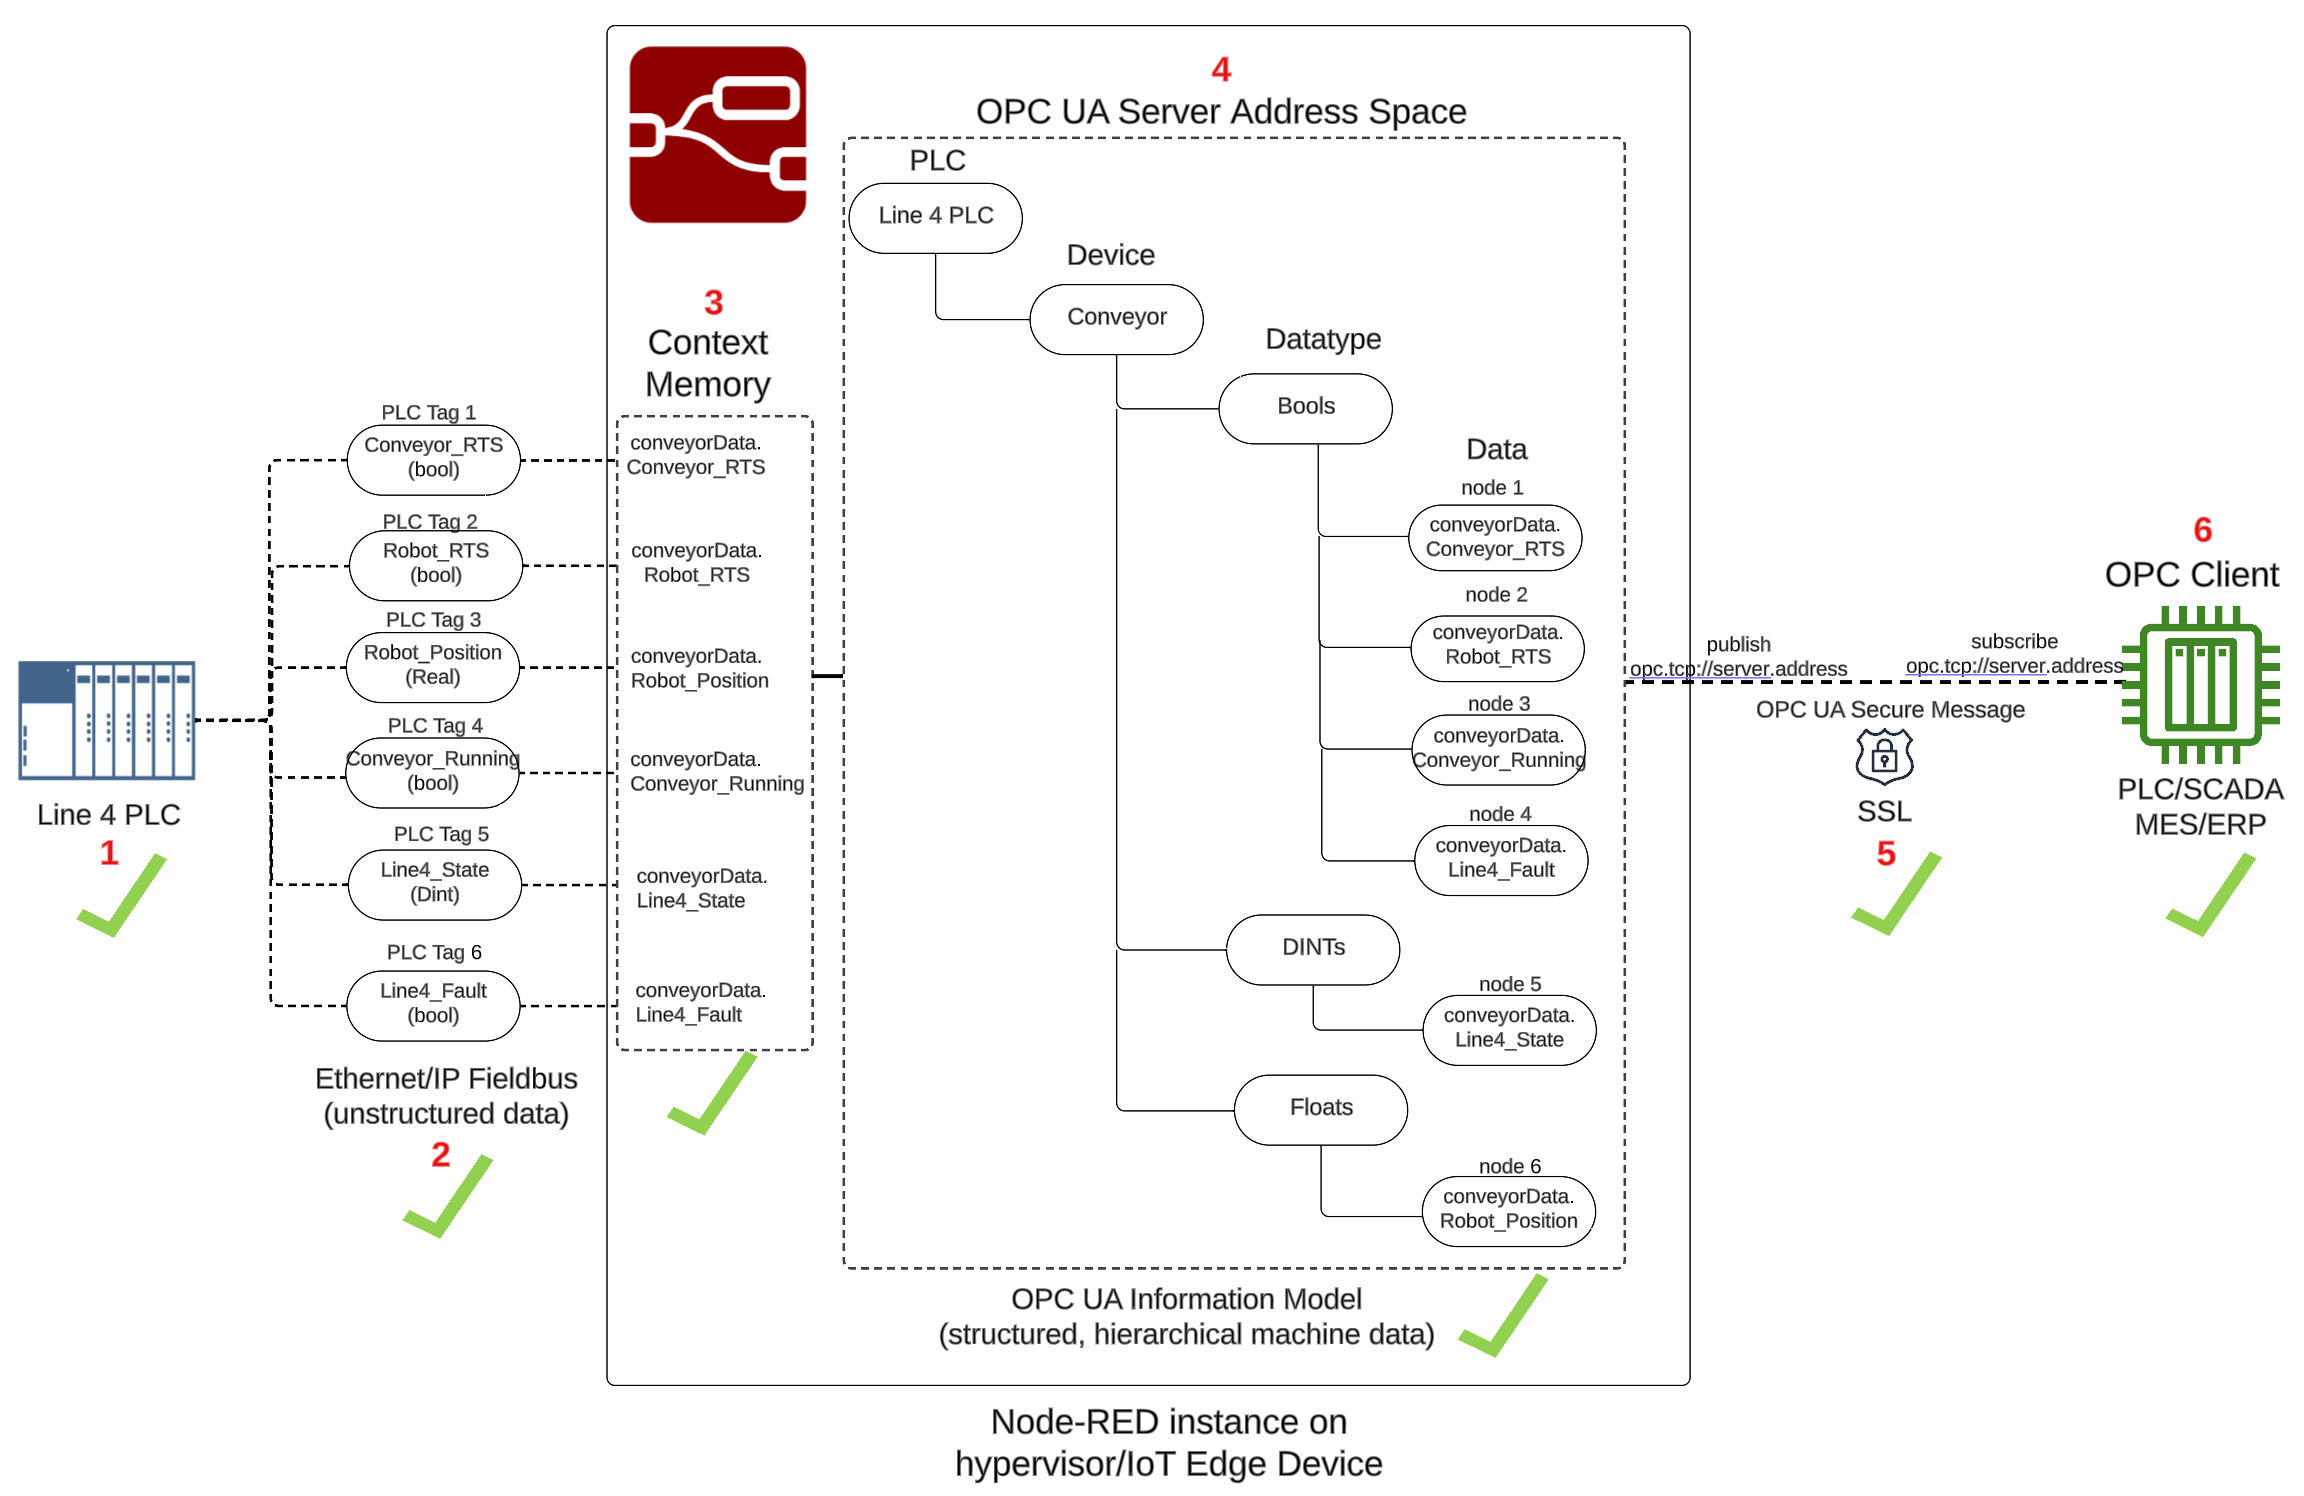 4
OPC UA Server Address Space
PLC
Line 4 PLC
Device
Conveyor
Datatype
Bools
Data
node 1
conveyorData.
Conveyor_RTS
node 2
conveyorData.
Robot_RTS
node 3
conveyorData.
Conveyor_Running
node 4
conveyorData.
Line4_Fault
DINTs
node 5
conveyorData.
Line4_State
Floats
node 6
conveyorData.
Robot_Position
OPC UA Information Model
(structured, hierarchical machine data)
3
Context
Memory
conveyorData.
Conveyor_RTS
conveyorData.
Robot_RTS
conveyorData.
Robot_Position
conveyorData.
Conveyor_Running
conveyorData.
Line4_State
conveyorData.
Line4_Fault
PLC Tag 1
Conveyor_RTS
(bool)
PLC Tag 2
Robot_RTS
(bool)
PLC Tag 3
Robot_Position
(Real)
PLC Tag 4
Conveyor_Running
(bool)
PLC Tag 5
Line4_State
(Dint)
PLC Tag 6
Line4_Fault
(bool)
Ethernet/IP Fieldbus
(unstructured data)
2
Line 4 PLC
1
publish
opc.tcp://server.address
subscribe
opc.tcp://server.address
OPC UA Secure Message
SSL
5
6
OPC Client
PLC/SCADA
MES/ERP
Node-RED instance on
hypervisor/IoT Edge Device